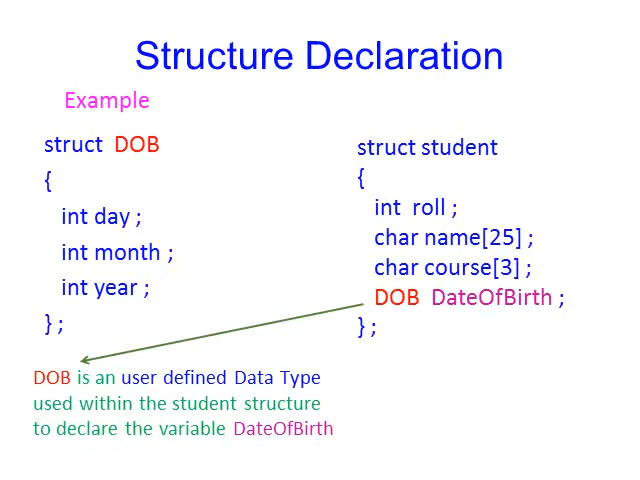 Structure Declaration
Example
struct DOB
{
int day ;
int month ;
int year ;
} ;
struct student
{
int roll ;
char name[25] ;
char course[3] ;
DOB DateOfBirth ;
} ;
DOB is an user defined Data Type
used within the student structure
to declare the variable DateOfBirth